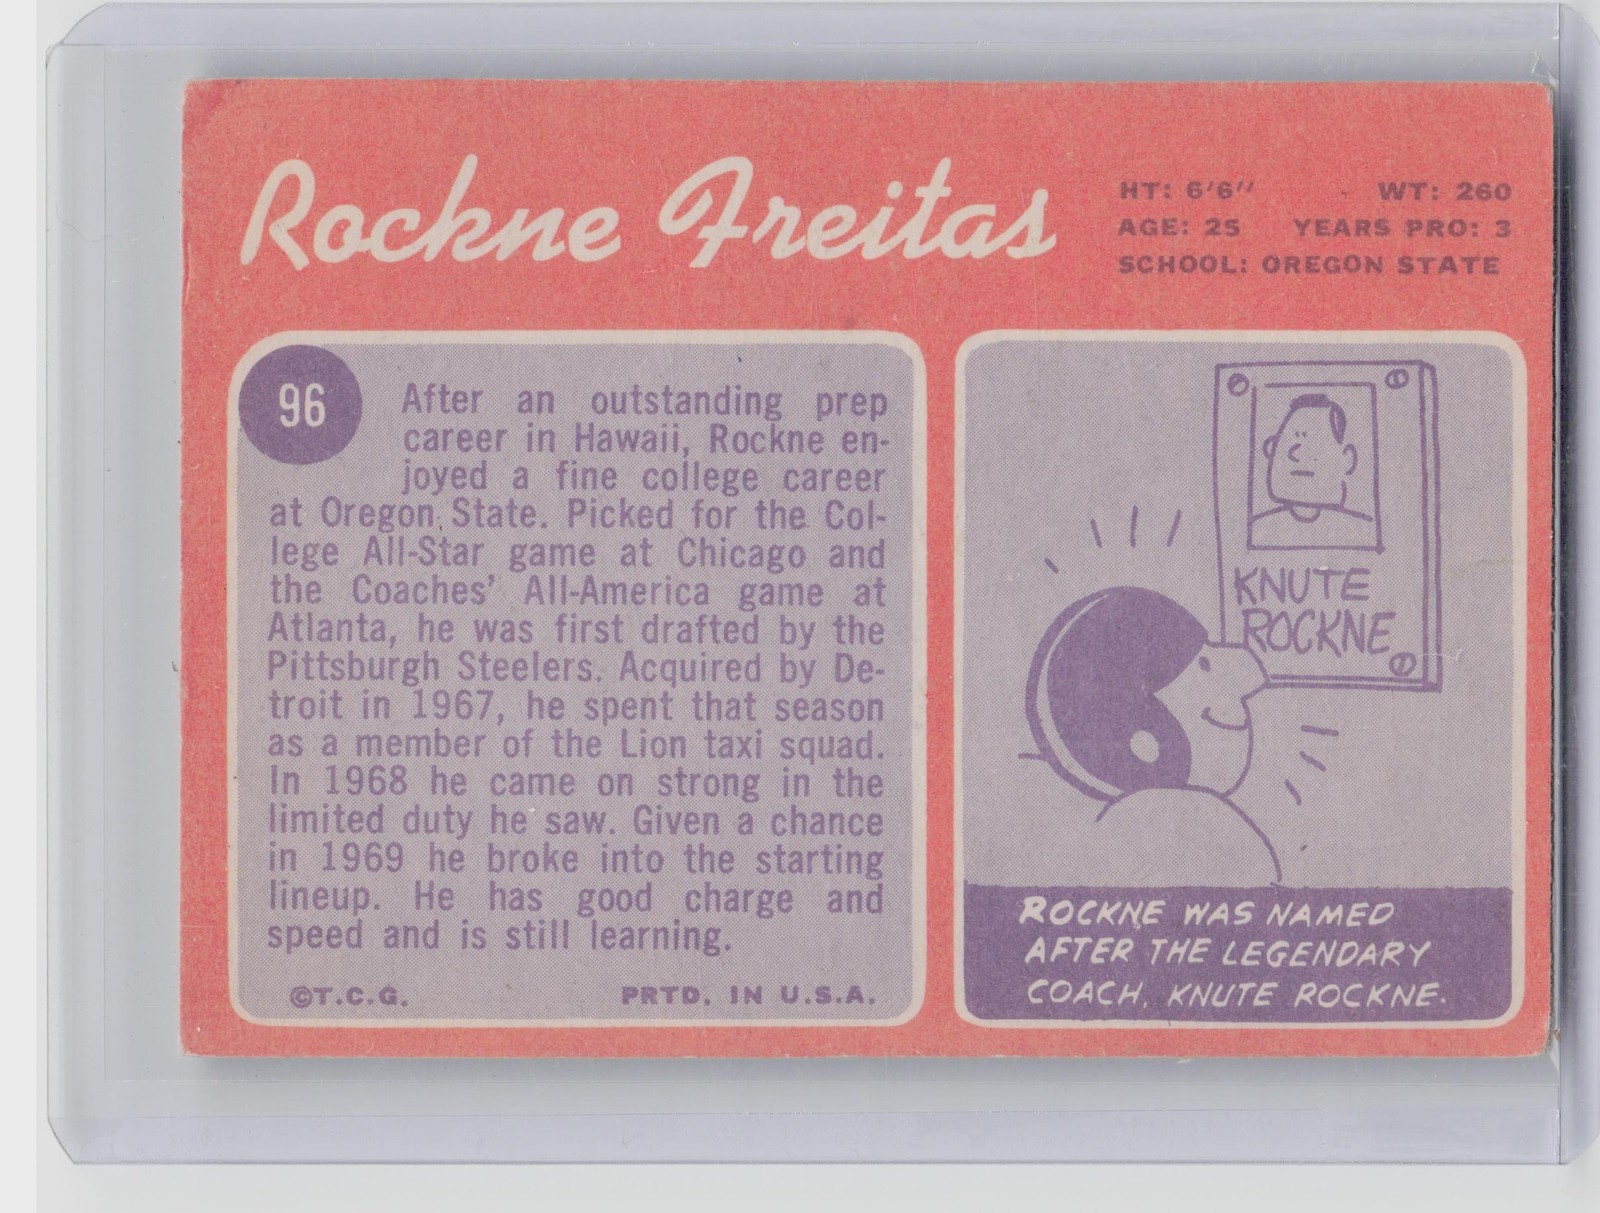 Rockne Freitas
HT: 6'6" WT: 260
AGE: 25 YEARS PRO: 3
SCHOOL: OREGON STATE
96
After an outstanding prep
career in Hawaii, Rockne en-
joyed a fine college career
at Oregon State. Picked for the Col-
lege All-Star game at Chicago and
the Coaches' All-America game at
Atlanta, he was first drafted by the
Pittsburgh Steelers. Acquired by De-
troit in 1967, he spent that season
as a member of the Lion taxi squad.
In 1968 he came on strong in the
limited duty he saw. Given a chance
in 1969 he broke into the starting
lineup. He has good charge and
speed and is still learning.
©T.C.G. PRTD. IN U.S.A.
KNUTE
ROCKNE
ROCKNE WAS NAMED
AFTER THE LEGENDARY
COACH, KNUTE ROCKNE.